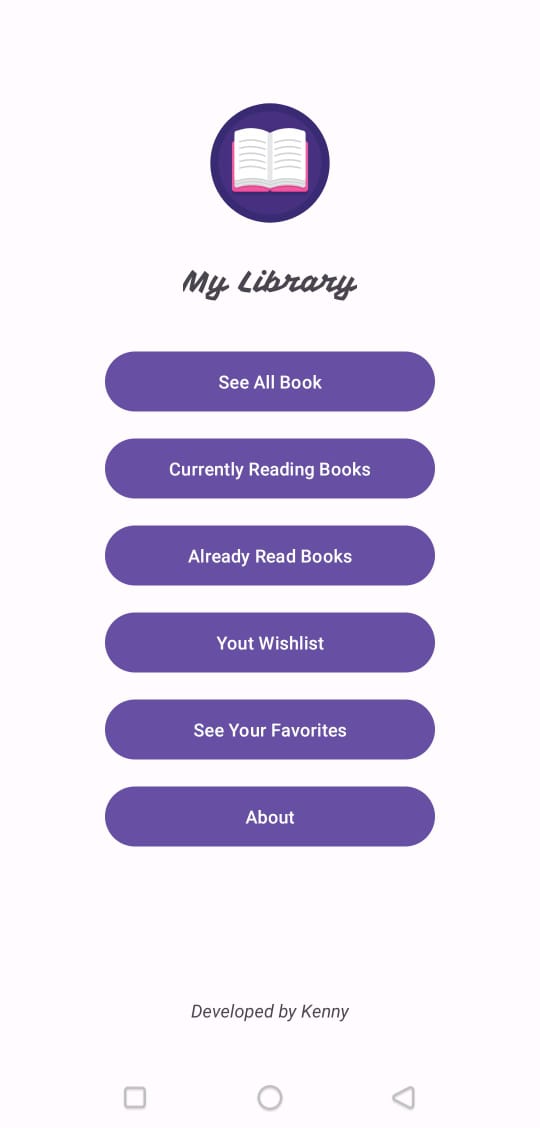 My Library
See All Book
Currently Reading Books
Already Read Books
Yout Wishlist
See Your Favorites
About
Developed by Kenny